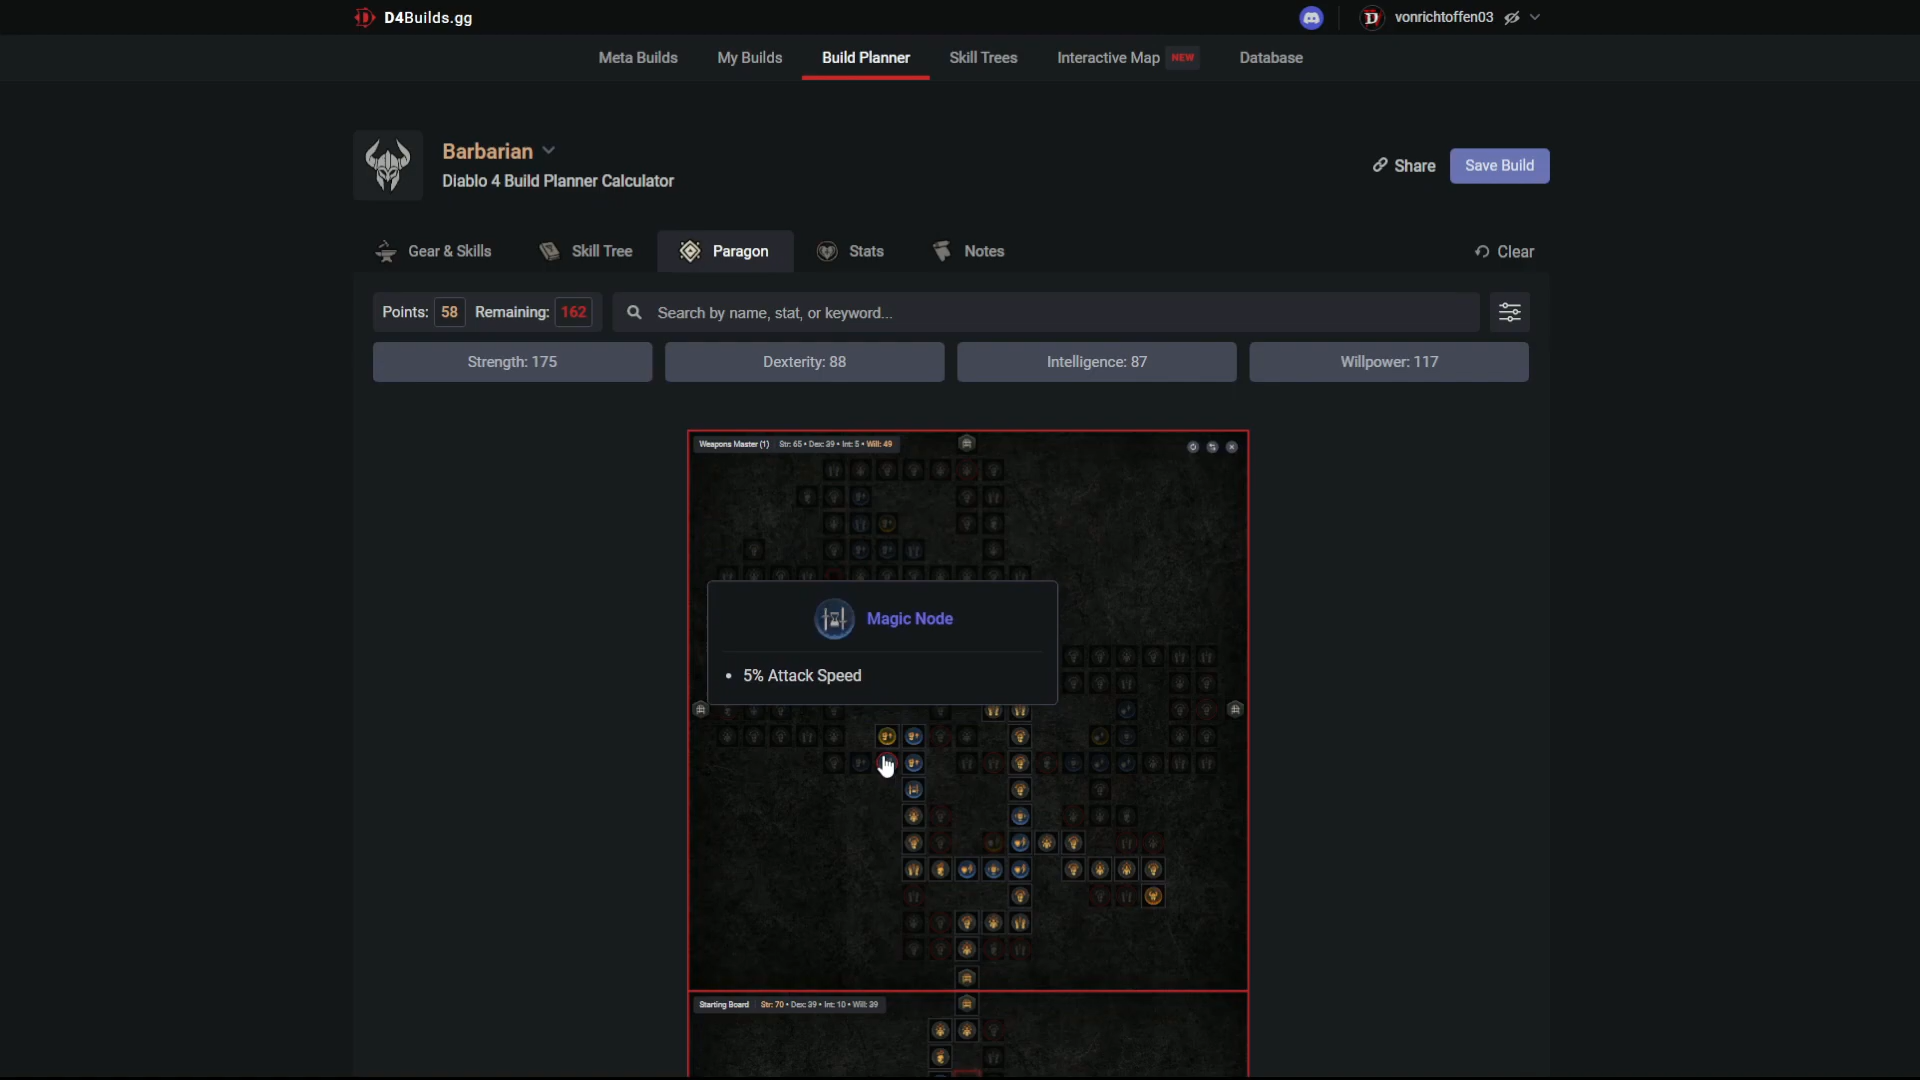 D4Builds.gg
vonrichtoffen03
Meta Builds My Builds Build Planner Skill Trees Interactive Map NEW Database
Barbarian
Diablo 4 Build Planner Calculator
Share Save Build
Gear & Skills Skill Tree Paragon Stats Notes Clear
Points: 58 Remaining: 162 Search by name, stat, or keyword...
Strength: 175 Dexterity: 88 Intelligence: 87 Willpower: 117
Weapons Master (1) Str: 65 • Dex: 39 • Int: 5 • Will: 49
Magic Node
• 5% Attack Speed
Starting Board Str: 70 • Dex: 39 • Int: 10 • Will: 39